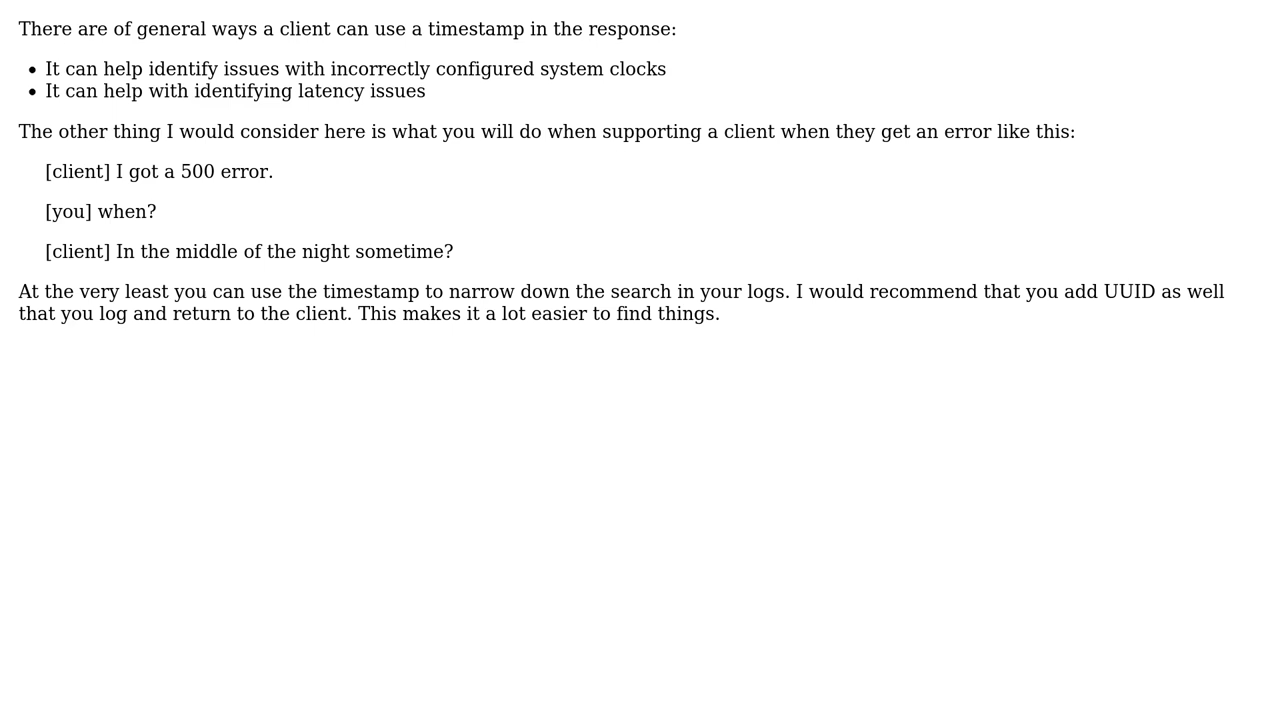 There are of general ways a client can use a timestamp in the response:
It can help identify issues with incorrectly configured system clocks
It can help with identifying latency issues
The other thing I would consider here is what you will do when supporting a client when they get an error like this:
[client] I got a 500 error.
[you] when?
[client] In the middle of the night sometime?
At the very least you can use the timestamp to narrow down the search in your logs. I would recommend that you add UUID as well
that you log and return to the client. This makes it a lot easier to find things.